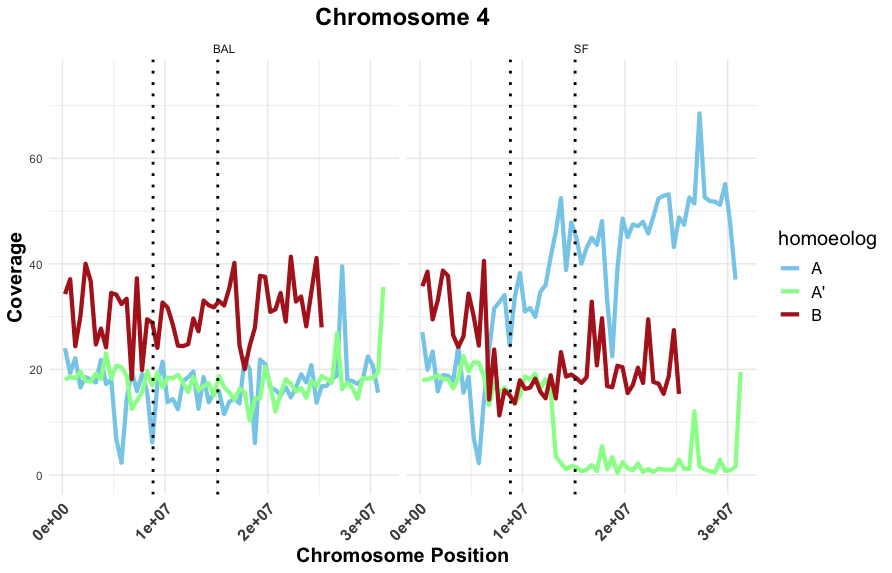 Chromosome 4
BAL
SF
Coverage
60
40
20
0
0e+00
1e+07
2e+07
3e+07
0e+00
1e+07
2e+07
3e+07
Chromosome Position
homoeolog
A
A'
B